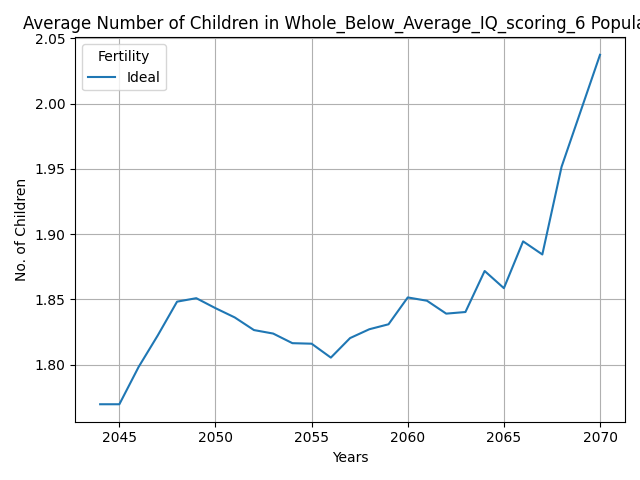 Average Number of Children in Whole_Below_Average_IQ_scoring_6 Popula
Fertility
Ideal
No. of Children
2.05
2.00
1.95
1.90
1.85
1.80
2045 2050 2055 2060 2065 2070
Years